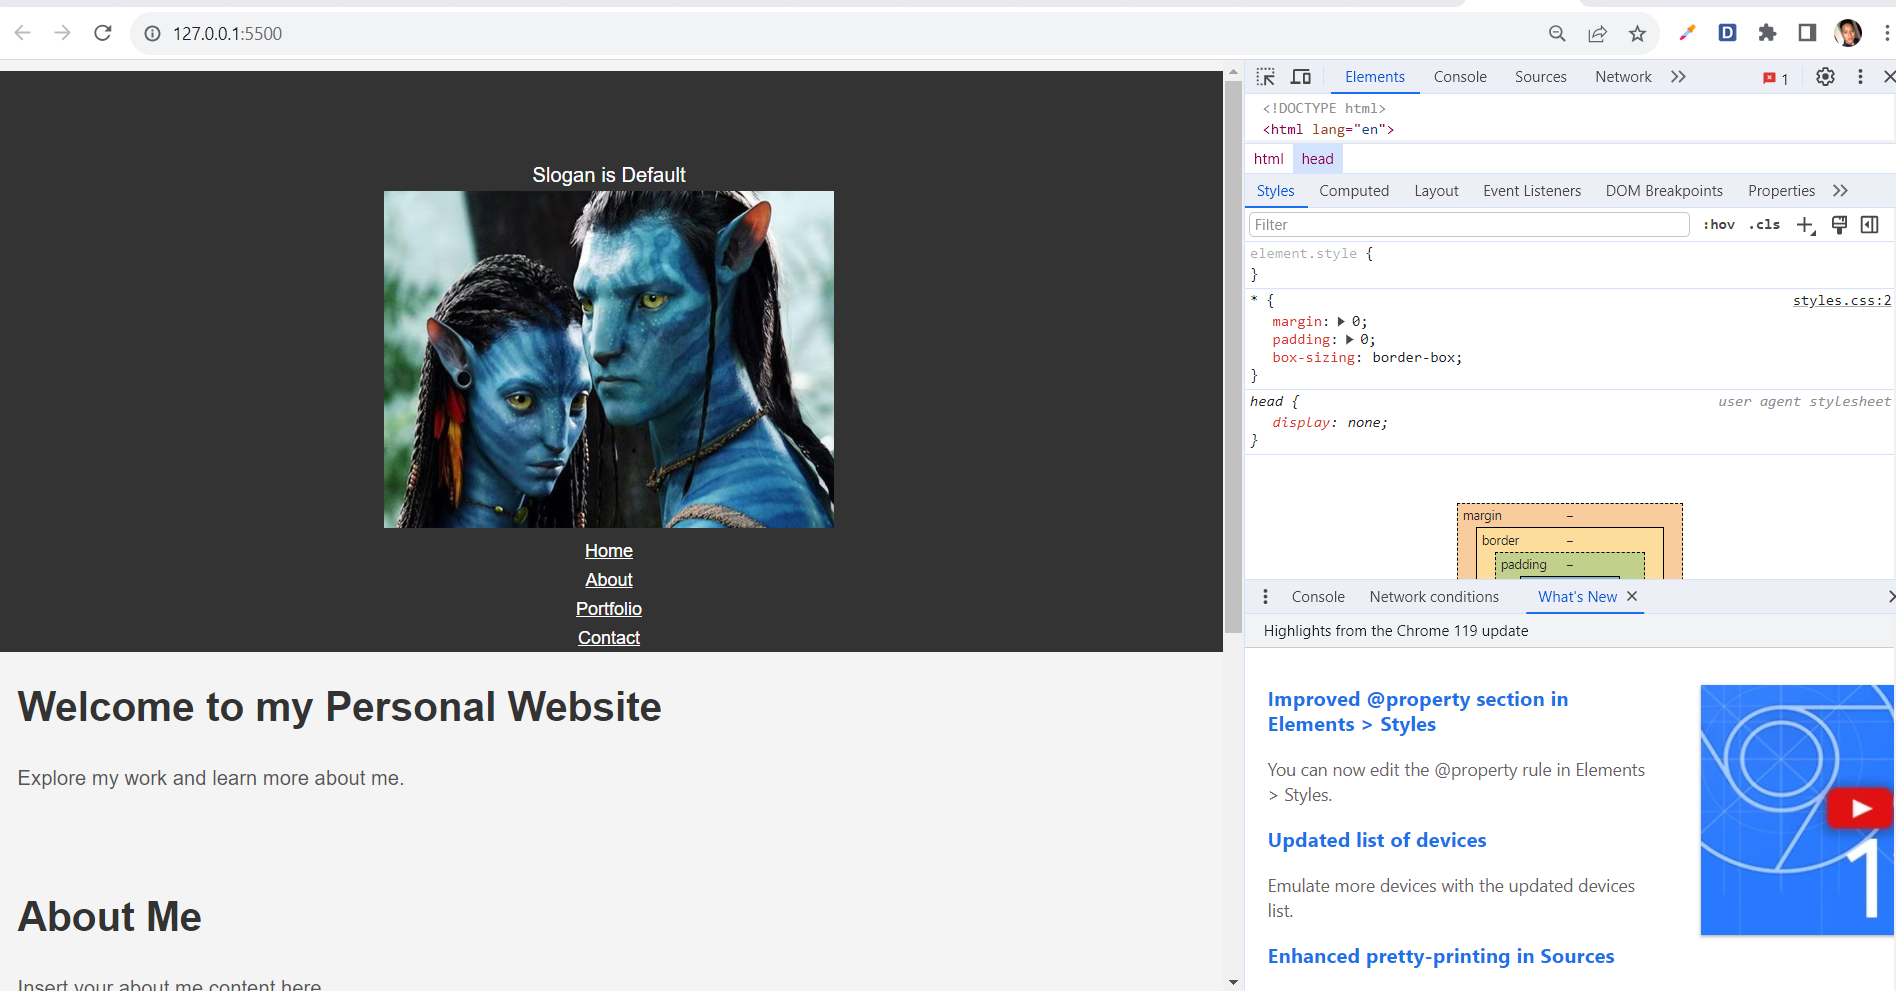 127.0.0.1:5500
D
Elements Console Sources Network
1
<!DOCTYPE html>
<html lang="en">
html head
Styles Computed Layout Event Listeners DOM Breakpoints Properties
Filter
:hov .cls
element.style {
}
* {
styles.css:2
margin: 0;
padding: 0;
box-sizing: border-box;
}
head {
user agent stylesheet
display: none;
}
margin –
border –
padding –
Console Network conditions What's New
Highlights from the Chrome 119 update
Improved @property section in
Elements > Styles
You can now edit the @property rule in Elements
> Styles.
Updated list of devices
Emulate more devices with the updated devices
list.
Enhanced pretty-printing in Sources
1
Slogan is Default
Home
About
Portfolio
Contact
Welcome to my Personal Website
Explore my work and learn more about me.
About Me
Insert your about me content here